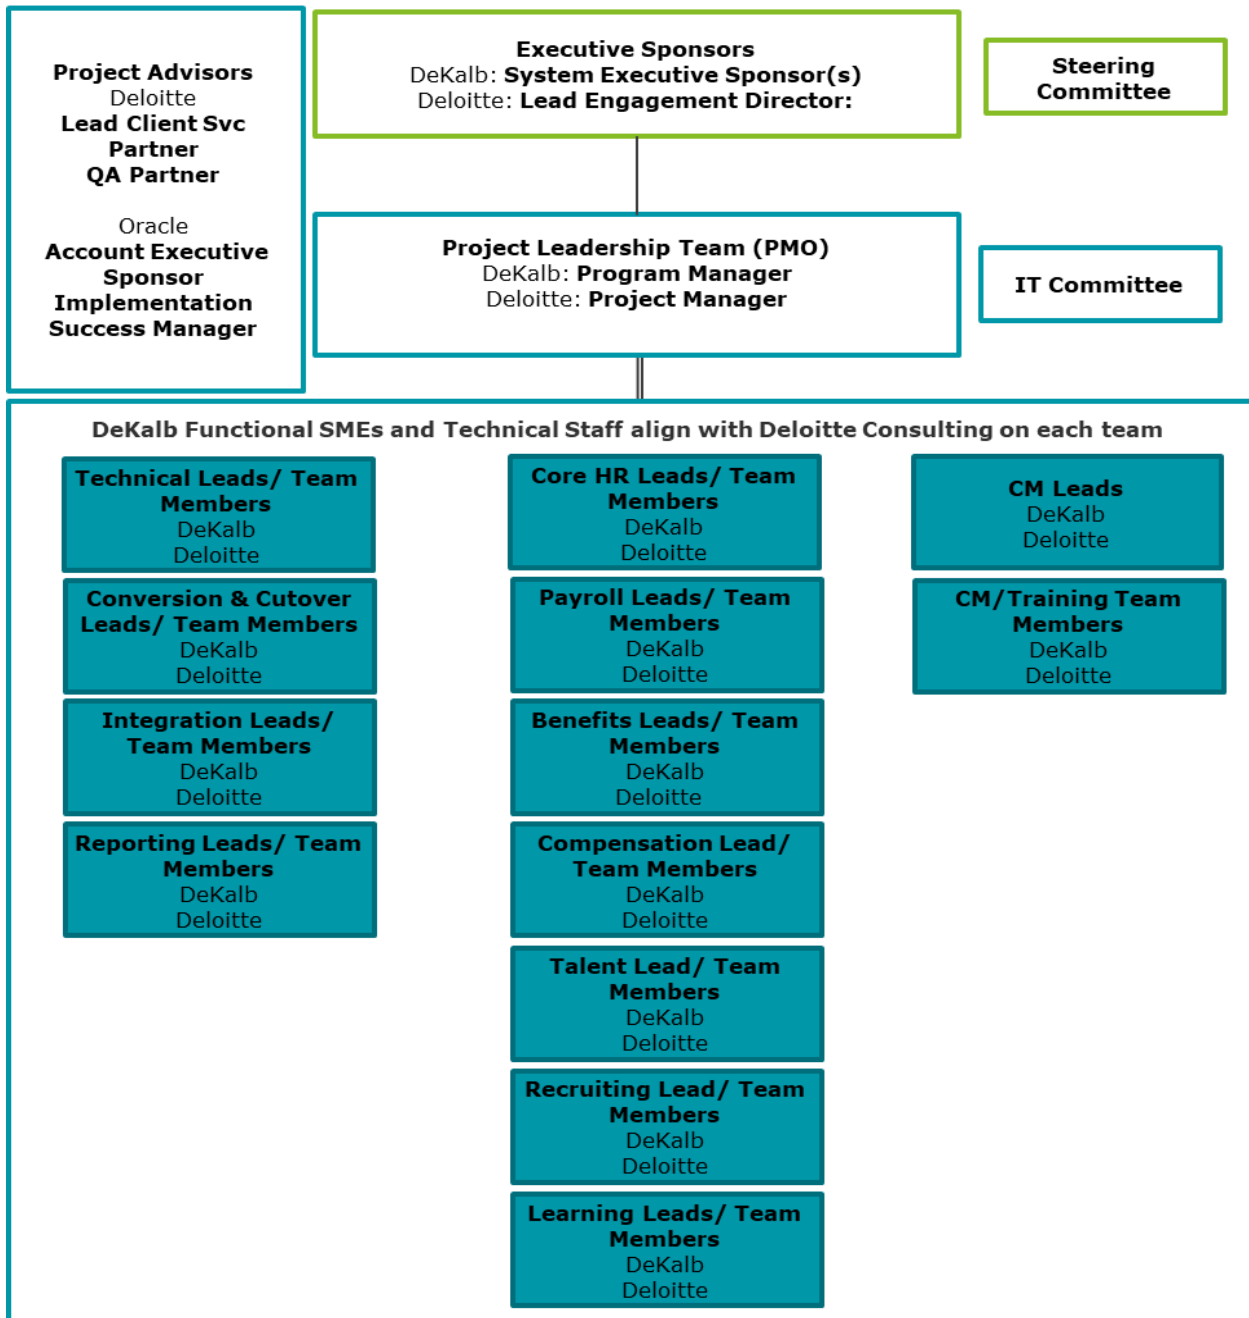 Project Advisors
Deloitte
Lead Client Svc
Partner
QA Partner
Oracle
Account Executive
Sponsor
Implementation
Success Manager
Executive Sponsors
DeKalb: System Executive Sponsor(s)
Deloitte: Lead Engagement Director:
Steering
Committee
Project Leadership Team (PMO)
DeKalb: Program Manager
Deloitte: Project Manager
IT Committee
DeKalb Functional SMEs and Technical Staff align with Deloitte Consulting on each team
Technical Leads/ Team
Members
DeKalb
Deloitte
Conversion & Cutover
Leads/ Team Members
DeKalb
Deloitte
Integration Leads/
Team Members
DeKalb
Deloitte
Reporting Leads/ Team
Members
DeKalb
Deloitte
Core HR Leads/ Team
Members
DeKalb
Deloitte
Payroll Leads/ Team
Members
DeKalb
Deloitte
Benefits Leads/ Team
Members
DeKalb
Deloitte
Compensation Lead/
Team Members
DeKalb
Deloitte
Talent Lead/ Team
Members
DeKalb
Deloitte
Recruiting Lead/ Team
Members
DeKalb
Deloitte
Learning Leads/ Team
Members
DeKalb
Deloitte
CM Leads
DeKalb
Deloitte
CM/Training Team
Members
DeKalb
Deloitte